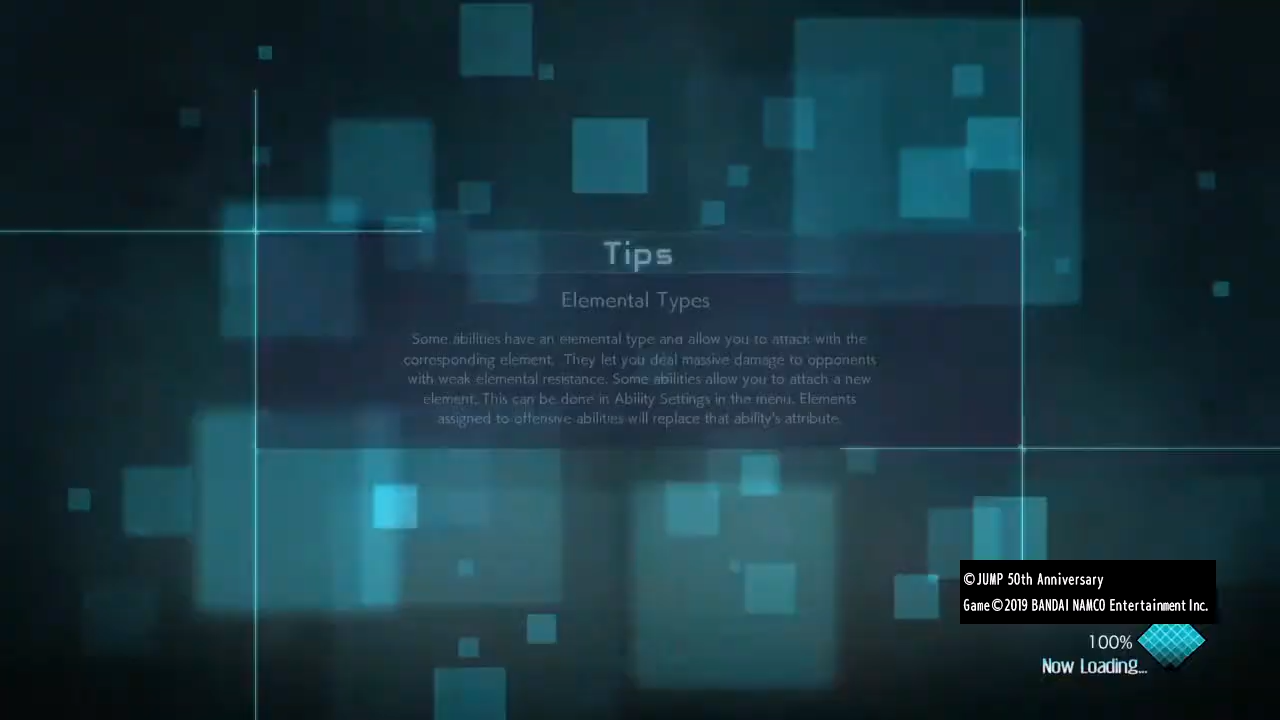 Tips
Elemental Types
Some abilities have an elemental type and allow you to attack with the
corresponding element. They let you deal massive damage to opponents
with weak elemental resistance. Some abilities allow you to attach a new
element. This can be done in Ability Settings in the menu. Elements
assigned to offensive abilities will replace that ability's attribute.
©JUMP 50th Anniversary
Game©2019 BANDAI NAMCO Entertainment Inc.
100%
Now Loading...